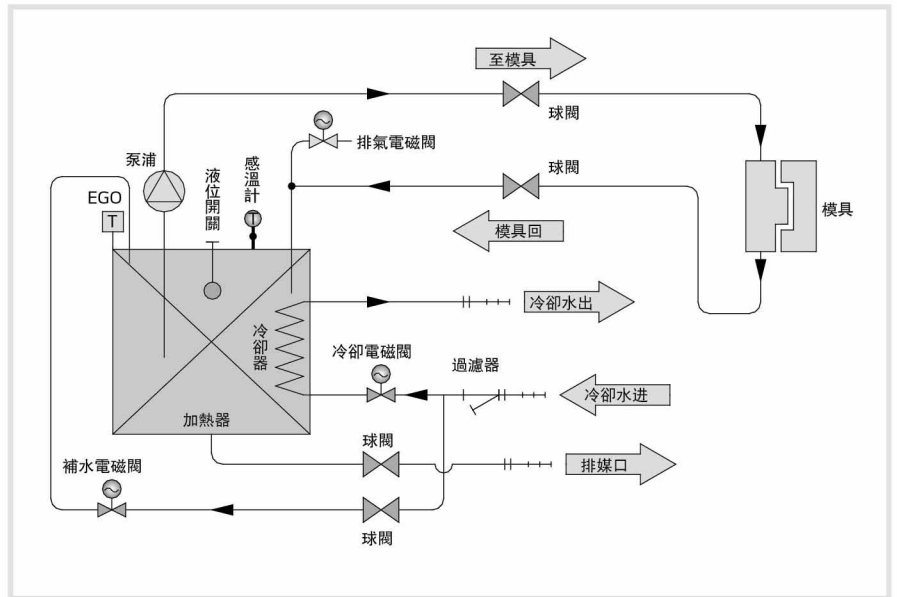 至模具
球閥
排氣電磁閥
泵浦
液位開關
感溫計
球閥
EGO
T
T
模具
模具回
冷卻水出
冷卻器
冷卻電磁閥
過濾器
冷卻水进
加熱器
球閥
補水電磁閥
排媒口
球閥